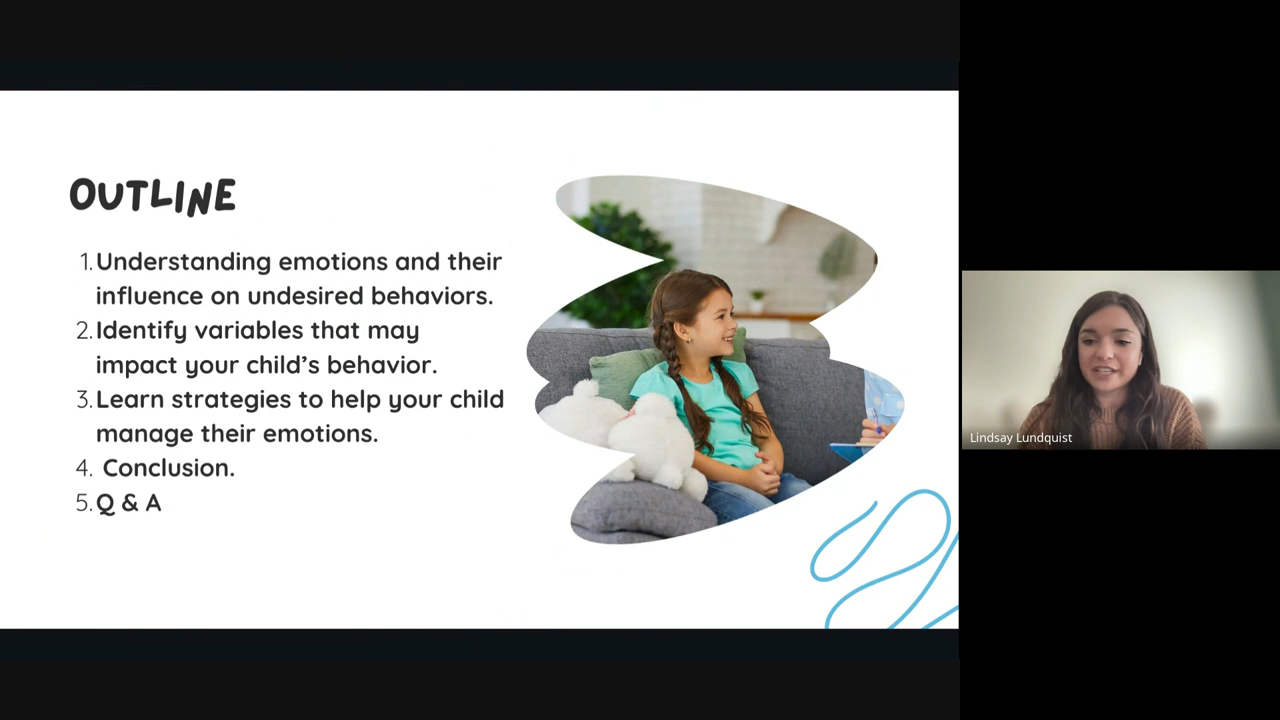 OUTLINE
1. Understanding emotions and their
influence on undesired behaviors.
2. Identify variables that may
impact your child's behavior.
3. Learn strategies to help your child
manage their emotions.
4. Conclusion.
5. Q & A
Lindsay Lundquist